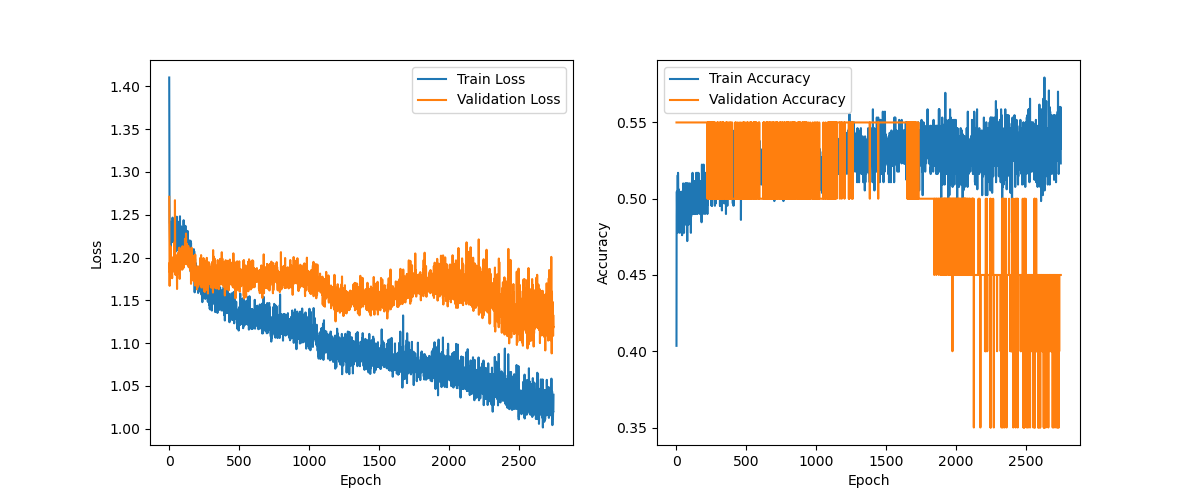 1.40
1.35
1.30
1.25
1.20
1.15
1.10
1.05
1.00
Loss
Train Loss
Validation Loss
0 500 1000 1500 2000 2500
Epoch
0.55
0.50
0.45
0.40
0.35
Accuracy
Train Accuracy
Validation Accuracy
0 500 1000 1500 2000 2500
Epoch